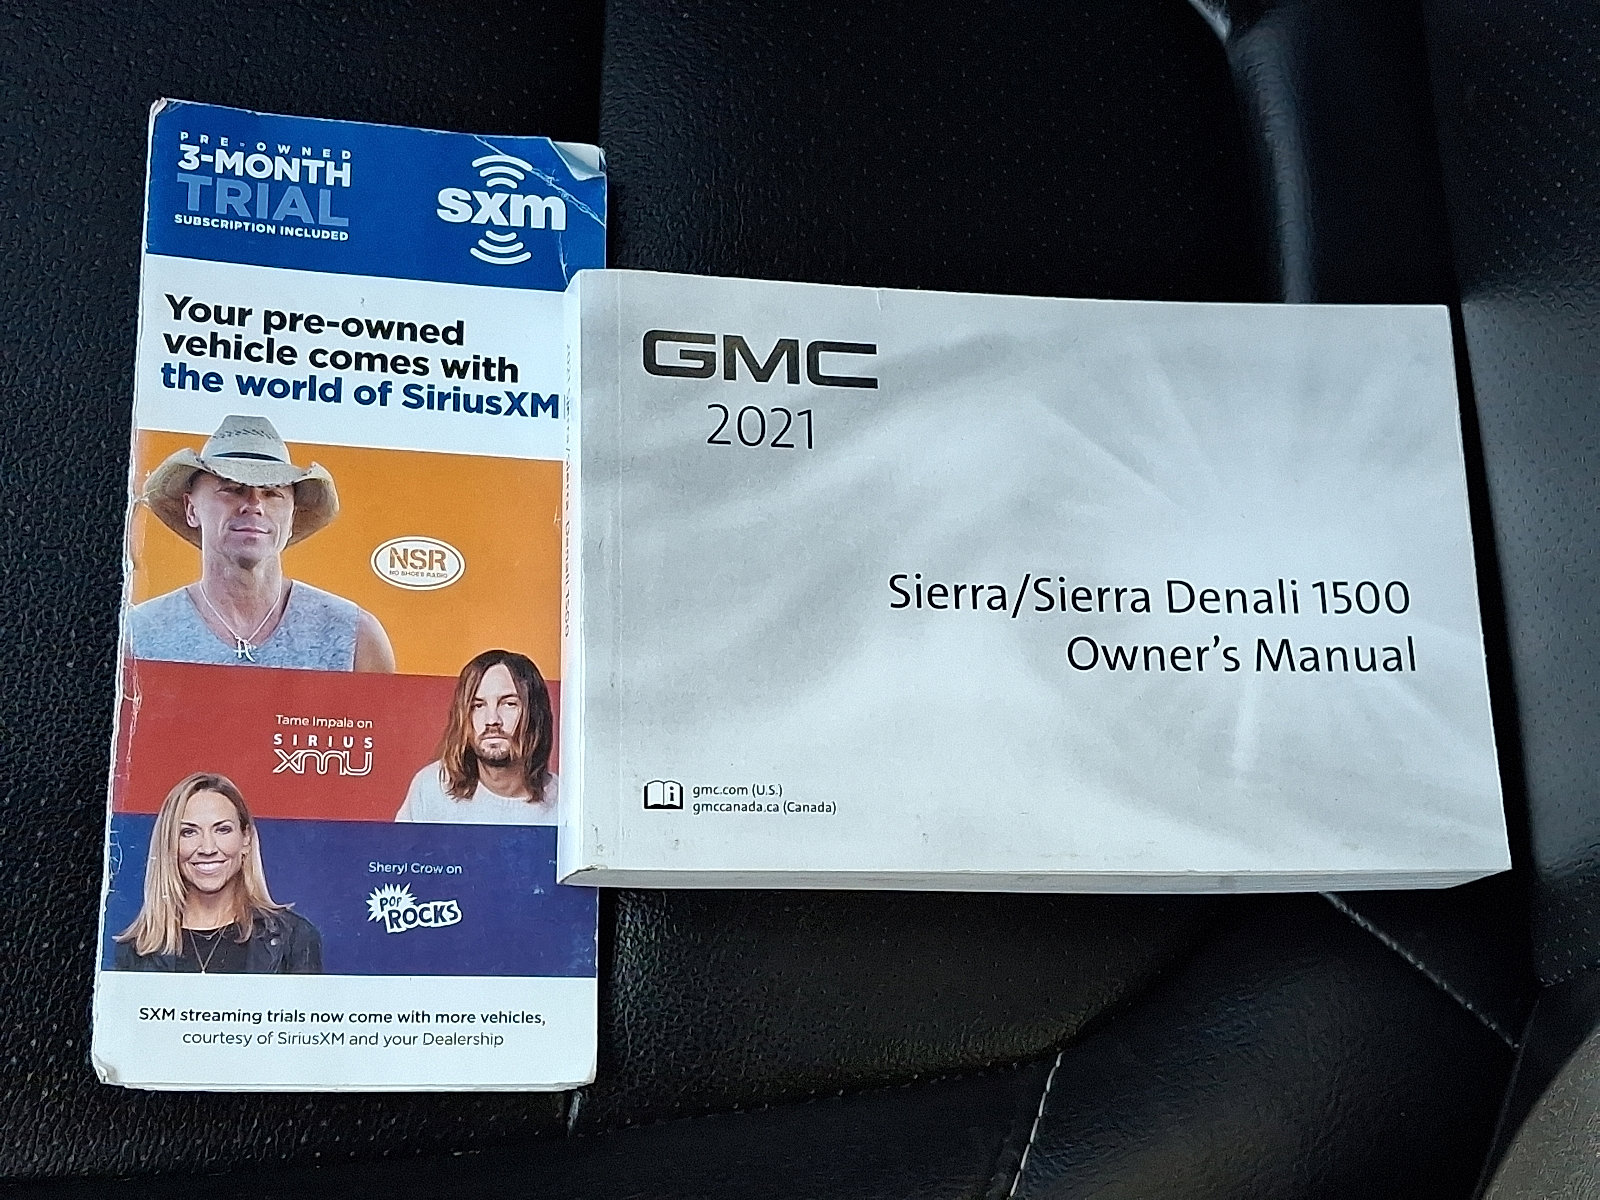 PRE-OWNED
3-MONTH
TRIAL
SUBSCRIPTION INCLUDED
sxm
Your pre-owned
vehicle comes with
the world of SiriusXM
NSR
NO SHOES RADIO
Tame Impala on
SIRIUS
xmu
Sheryl Crow on
POP
ROCKS
SXM streaming trials now come with more vehicles,
courtesy of SiriusXM and your Dealership
GMC
2021
Sierra/Sierra Denali 1500
Owner's Manual
i
gmc.com (U.S.)
gmccanada.ca (Canada)